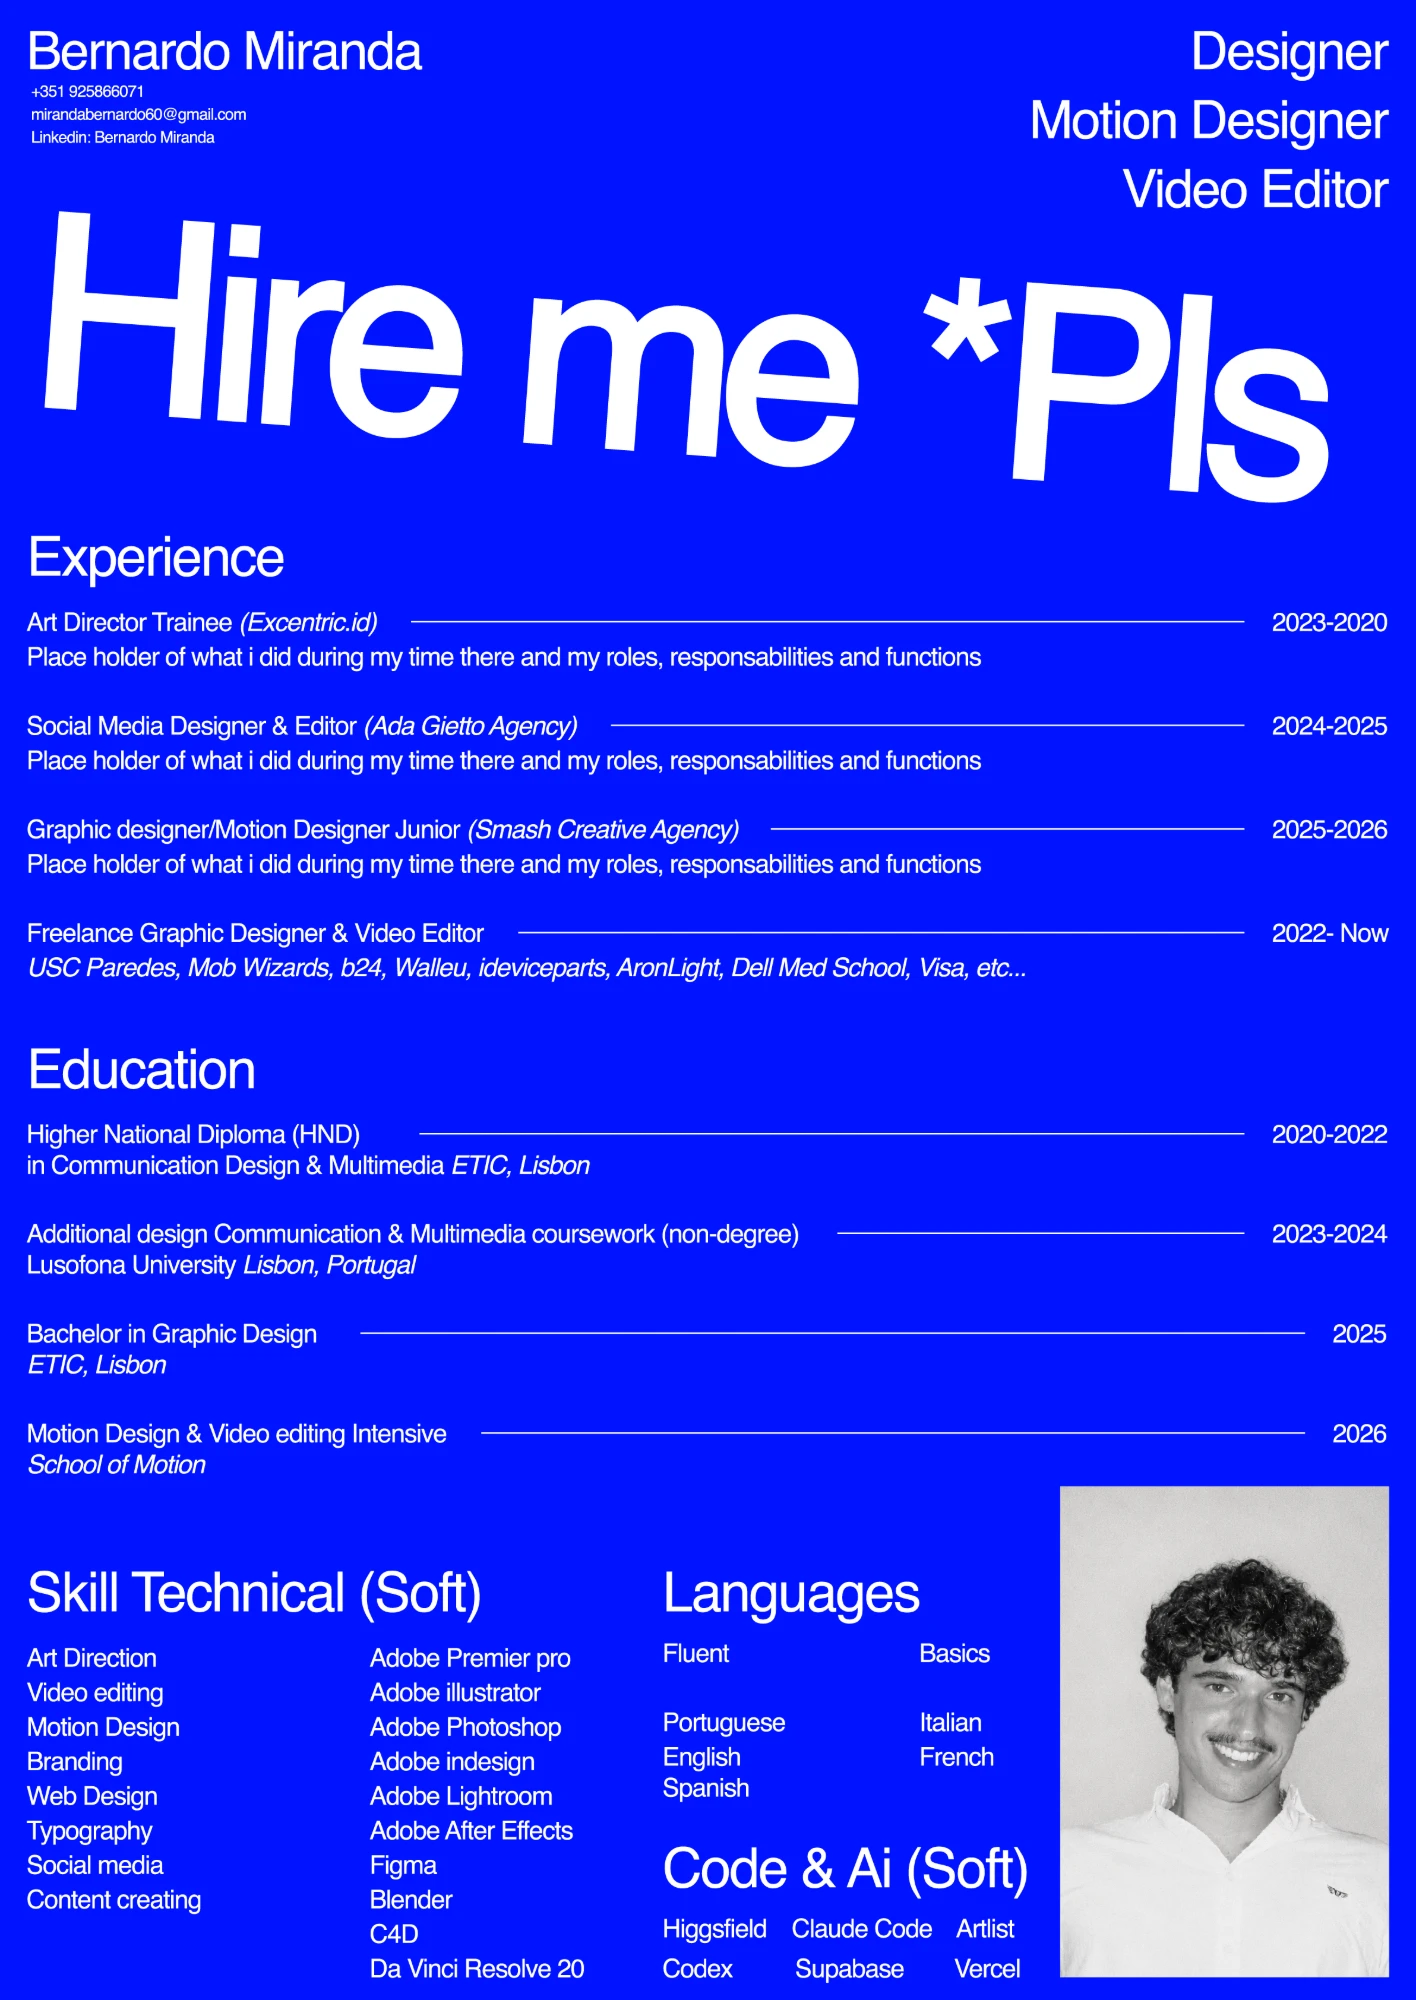 Bernardo Miranda
+351 925866071
mirandabernardo60@gmail.com
Linkedin: Bernardo Miranda
Designer
Motion Designer
Video Editor
Hire me *Pls
Experience
Art Director Trainee (Excentric.id) 2023-2020
Place holder of what i did during my time there and my roles, responsabilities and functions
Social Media Designer & Editor (Ada Gietto Agency) 2024-2025
Place holder of what i did during my time there and my roles, responsabilities and functions
Graphic designer/Motion Designer Junior (Smash Creative Agency) 2025-2026
Place holder of what i did during my time there and my roles, responsabilities and functions
Freelance Graphic Designer & Video Editor 2022- Now
USC Paredes, Mob Wizards, b24, Walleu, ideviceparts, AronLight, Dell Med School, Visa, etc...
Education
Higher National Diploma (HND) 2020-2022
in Communication Design & Multimedia ETIC, Lisbon
Additional design Communication & Multimedia coursework (non-degree) 2023-2024
Lusofona University Lisbon, Portugal
Bachelor in Graphic Design 2025
ETIC, Lisbon
Motion Design & Video editing Intensive 2026
School of Motion
Skill Technical (Soft)
Art Direction
Video editing
Motion Design
Branding
Web Design
Typography
Social media
Content creating
Adobe Premier pro
Adobe illustrator
Adobe Photoshop
Adobe indesign
Adobe Lightroom
Adobe After Effects
Figma
Blender
C4D
Da Vinci Resolve 20
Languages
Fluent
Portuguese
English
Spanish
Basics
Italian
French
Code & Ai (Soft)
Higgsfield Claude Code Artlist
Codex Supabase Vercel